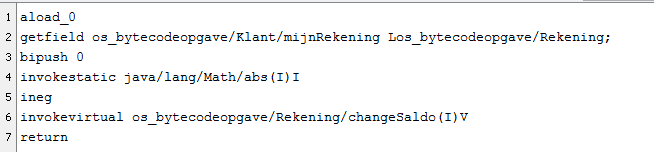 1 aload_0
2 getfield os_bytecodeopgave/Klant/mijnRekening Los_bytecodeopgave/Rekening;
3 bipush 0
4 invokestatic java/lang/Math/abs(I)I
5 ineg
6 invokevirtual os_bytecodeopgave/Rekening/changeSaldo(I)V
7 return